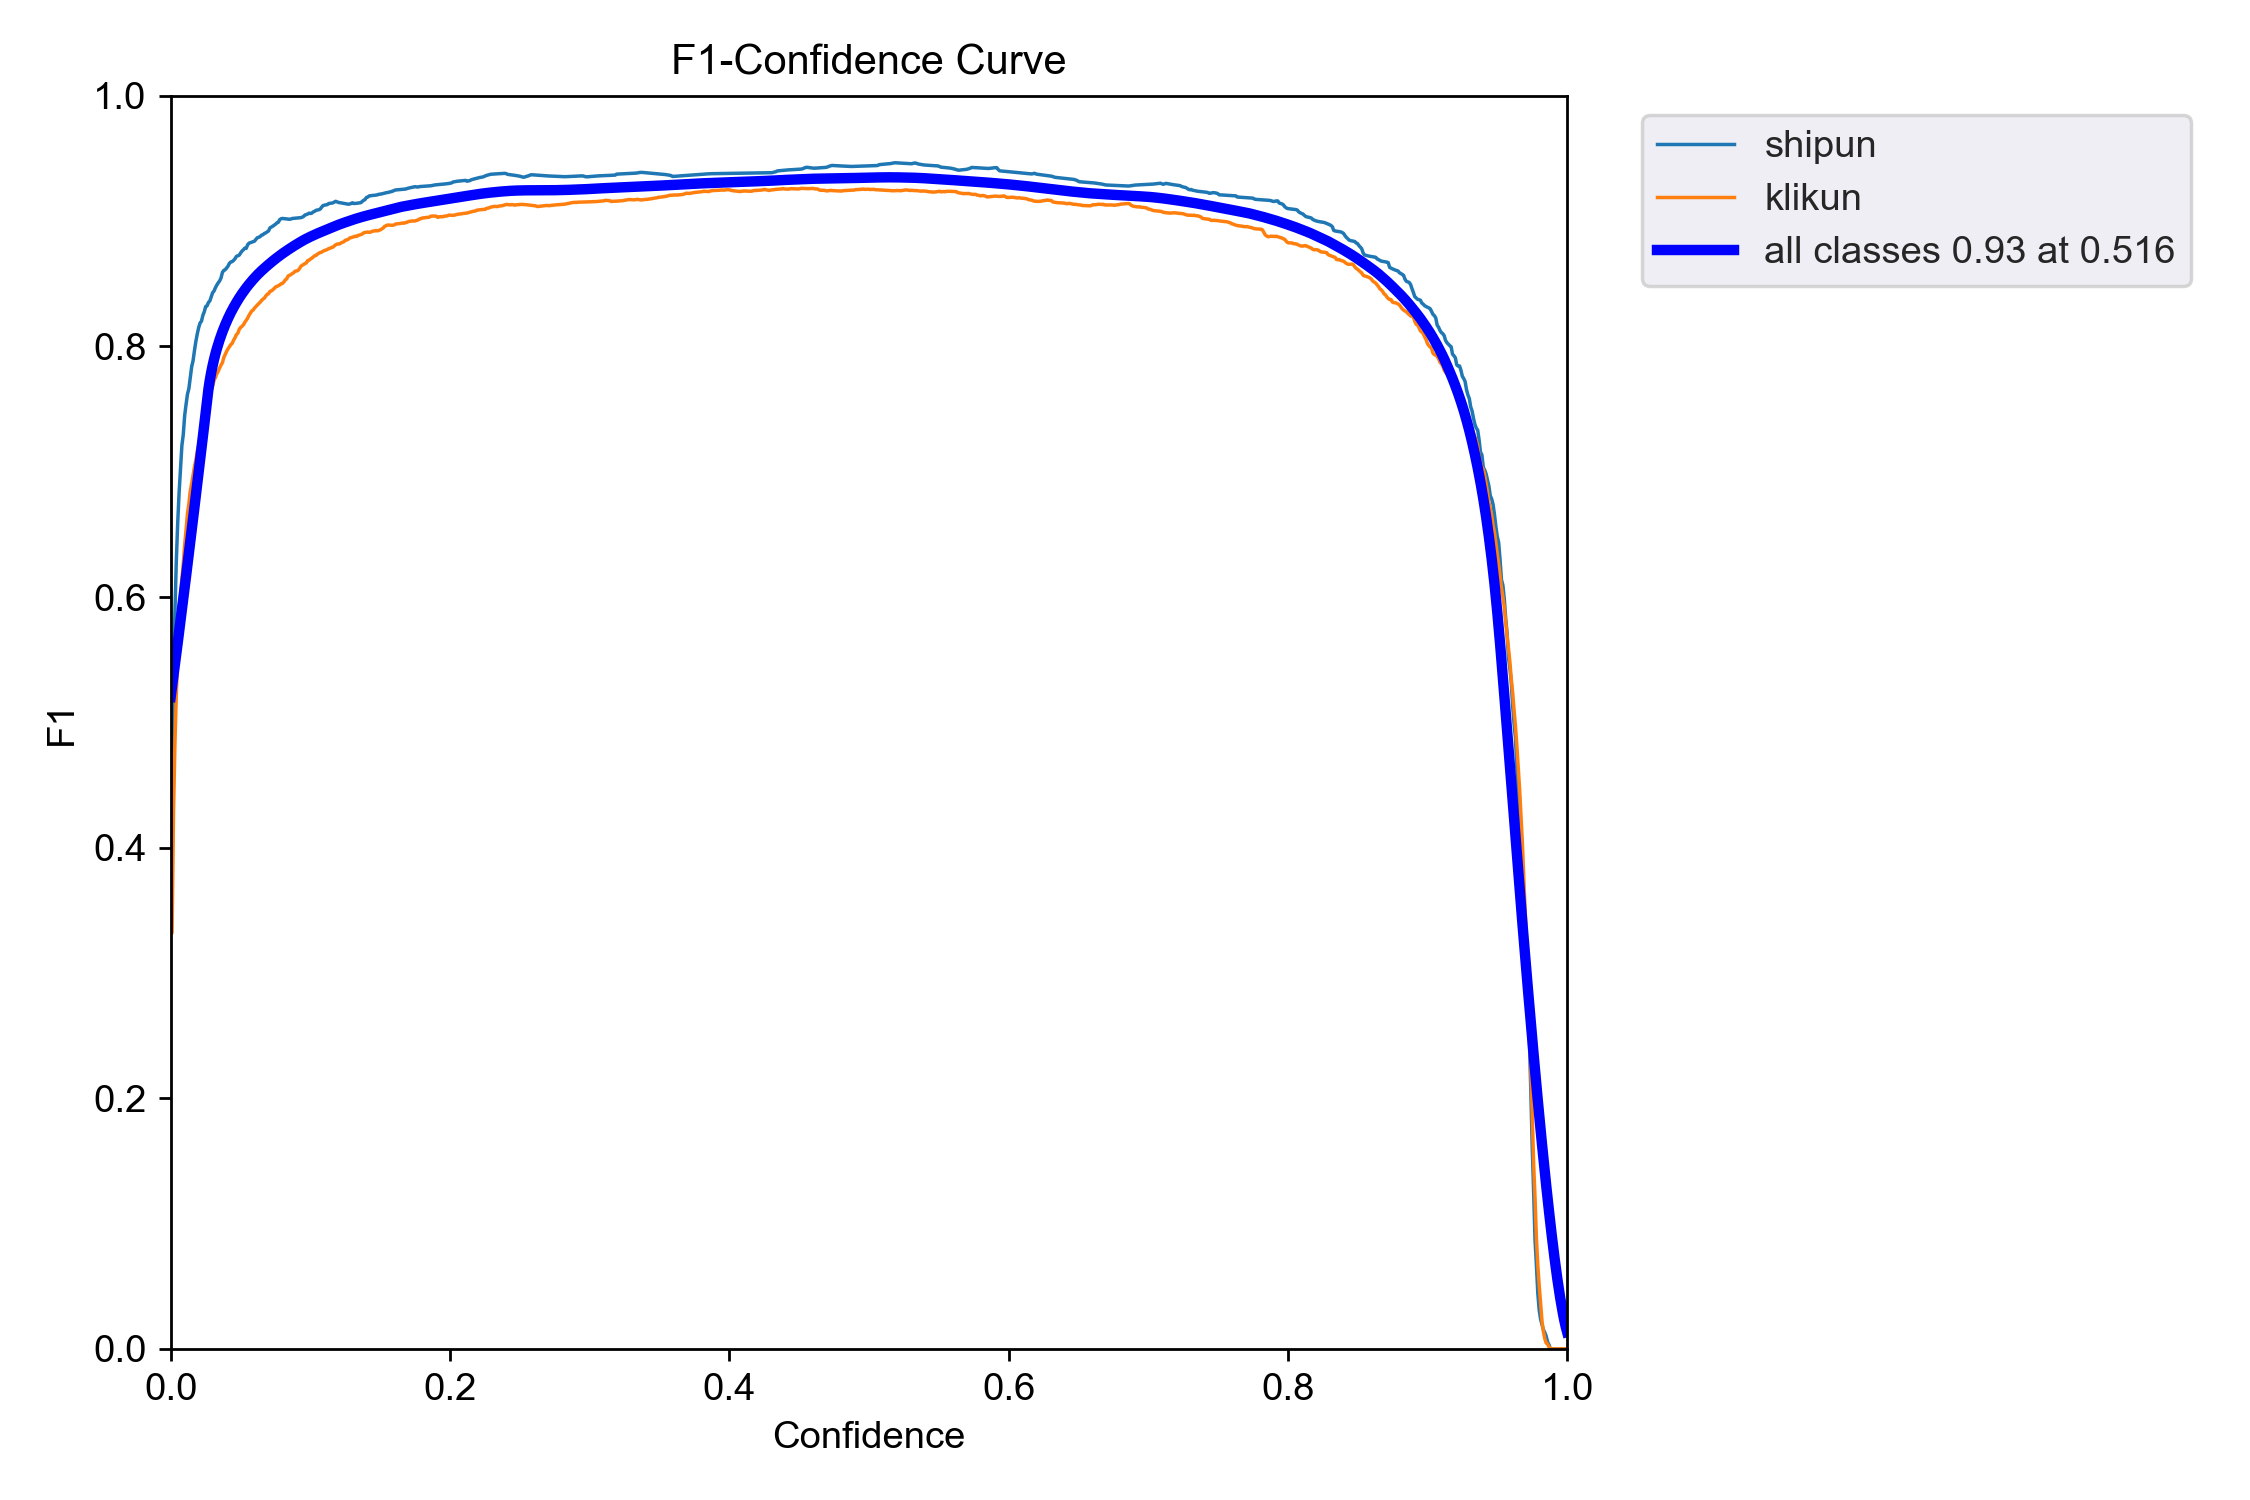 F1-Confidence Curve
1.0
0.8
0.6
0.4
0.2
0.0
F1
0.0 0.2 0.4 0.6 0.8 1.0
Confidence
shipun
klikun
all classes 0.93 at 0.516